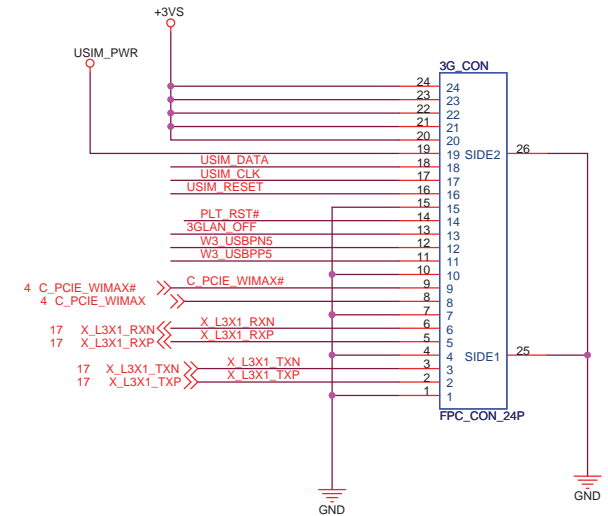 +3VS
USIM_PWR
3G_CON
24 24
23 23
22 22
21 21
20 20
19 19 SIDE2 26
USIM_DATA 18 18
USIM_CLK 17 17
USIM_RESET 16 16
15 15
PLT_RST# 14 14
3GLAN_OFF 13 13
W3_USBPN5 12 12
W3_USBPP5 11 11
10 10
4 C_PCIE_WIMAX# C_PCIE_WIMAX# 9 9
4 C_PCIE_WIMAX 8 8
7 7
17 X_L3X1_RXN X_L3X1_RXN 6 6
17 X_L3X1_RXP X_L3X1_RXP 5 5
4 4 SIDE1 25
17 X_L3X1_TXN X_L3X1_TXN 3 3
17 X_L3X1_TXP X_L3X1_TXP 2 2
1 1
FPC_CON_24P
GND
GND